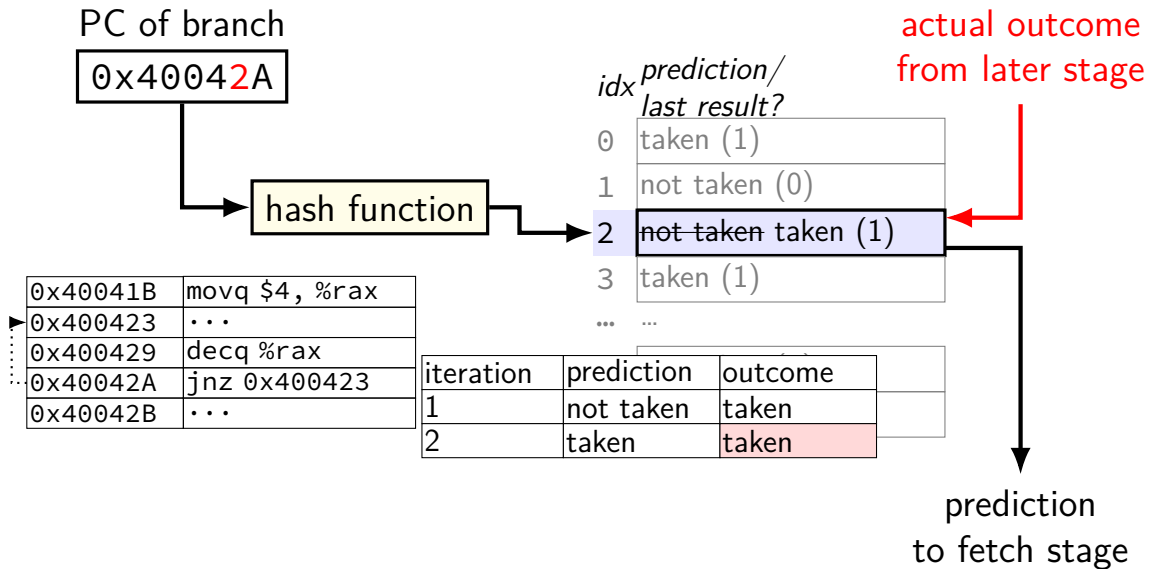 PC of branch
0x40042A
hash function
idx
prediction/
last result?
actual outcome
from later stage
0 taken (1)
1 not taken (0)
2 not taken taken (1)
3 taken (1)
... ...
0x40041B movq $4, %rax
0x400423 ...
0x400429 decq %rax
0x40042A jnz 0x400423
0x40042B ...
iteration prediction outcome
1 not taken taken
2 taken taken
prediction
to fetch stage